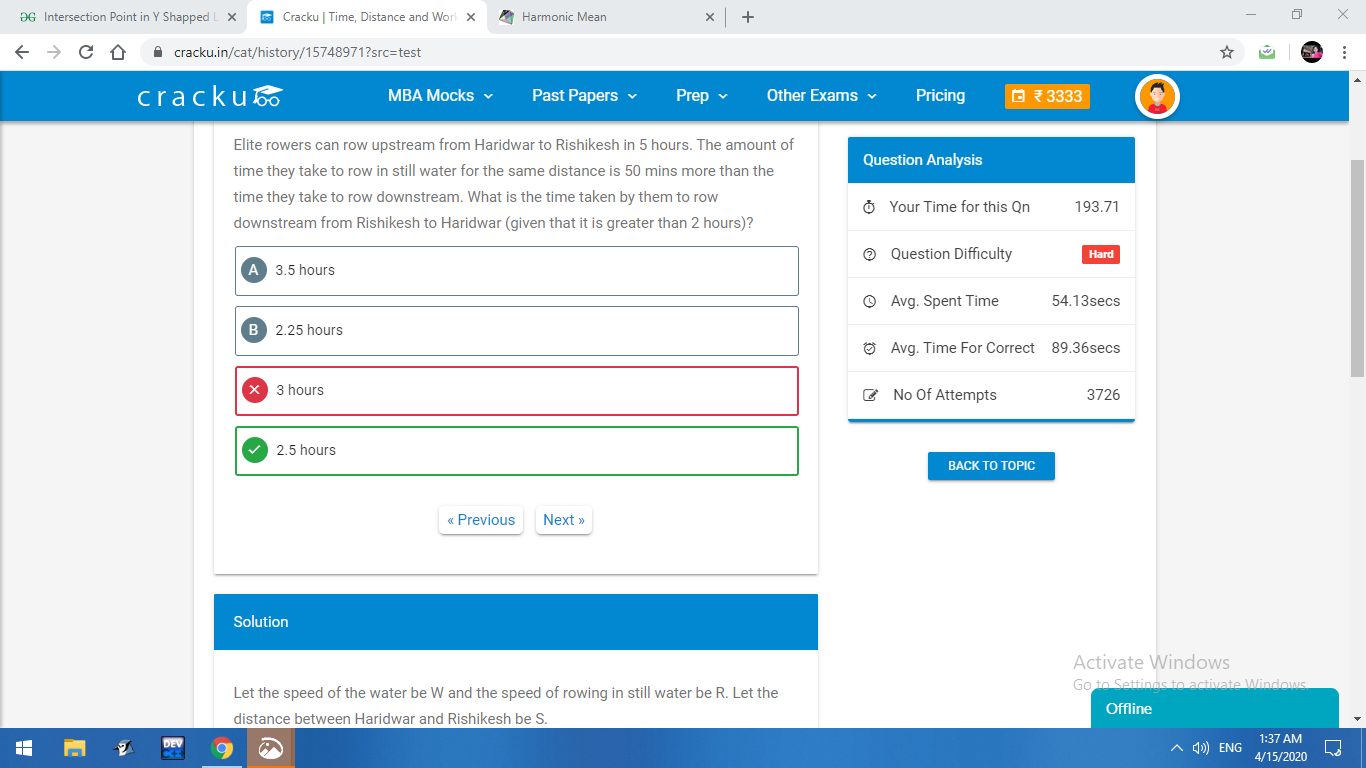 Intersection Point in Y Shapped L
Cracku | Time, Distance and Work
Harmonic Mean
cracku.in/cat/history/15748971?src=test
cracku
MBA Mocks
Past Papers
Prep
Other Exams
Pricing
₹ 3333
Elite rowers can row upstream from Haridwar to Rishikesh in 5 hours. The amount of
time they take to row in still water for the same distance is 50 mins more than the
time they take to row downstream. What is the time taken by them to row
downstream from Rishikesh to Haridwar (given that it is greater than 2 hours)?
A 3.5 hours
B 2.25 hours
3 hours
2.5 hours
« Previous
Next »
Question Analysis
Your Time for this Qn 193.71
Question Difficulty Hard
Avg. Spent Time 54.13secs
Avg. Time For Correct 89.36secs
No Of Attempts 3726
BACK TO TOPIC
Solution
Let the speed of the water be W and the speed of rowing in still water be R. Let the
distance between Haridwar and Rishikesh be S.
Activate Windows
Go to Settings to activate Windows.
Offline
DEV
ENG
1:37 AM
4/15/2020